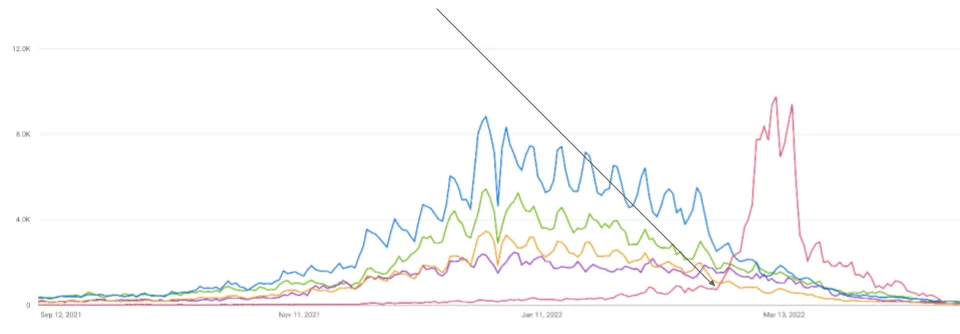 12.0K
8.0K
4.0K
0
Sep 12, 2021
Nov 11, 2021
Jan 11, 2022
Mar 13, 2022